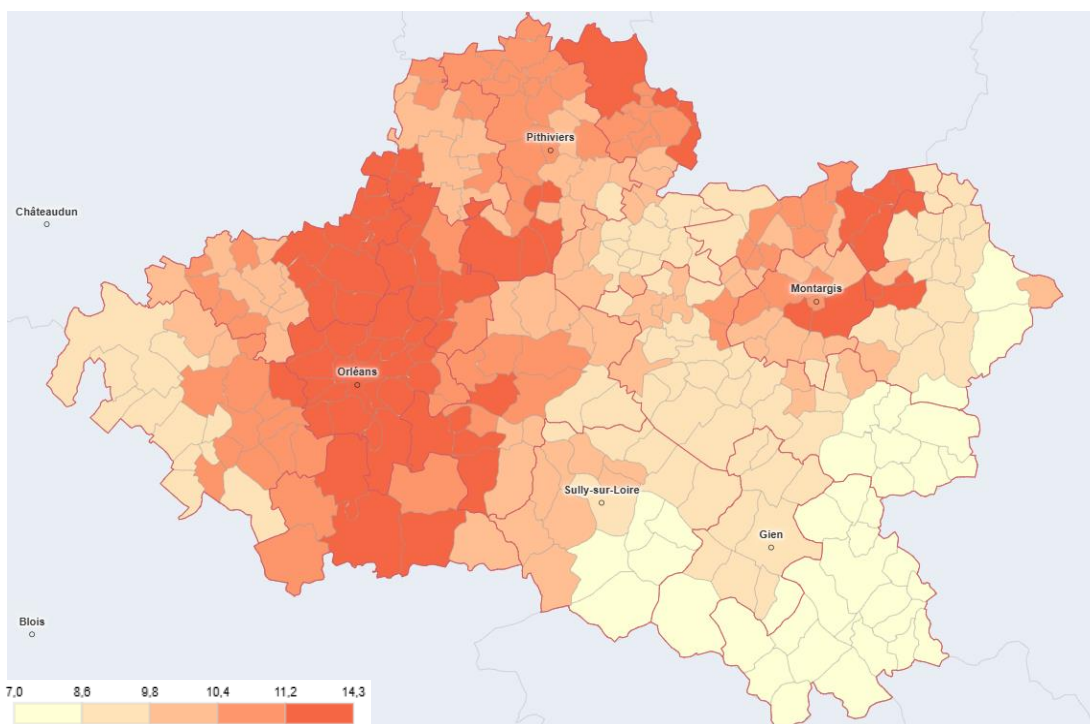 Pithiviers
Châteaudun
Montargis
Orléans
Sully-sur-Loire
Gien
Blois
7,0 8,6 9,8 10,4 11,2 14,3